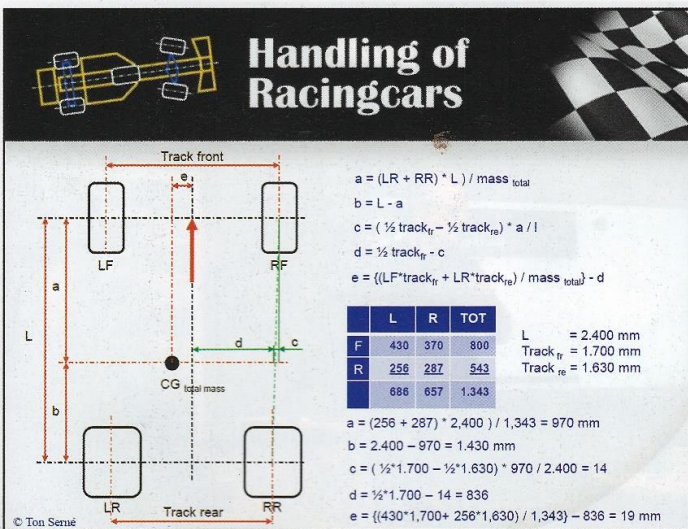 Handling of
Racingcars
Track front
e
LF
RF
a
L
d
c
CG total mass
b
LR
RR
Track rear
© Ton Serné
a = (LR + RR) * L ) / mass total
b = L - a
c = ( ½ trackfr – ½ trackre) * a / l
d = ½ trackfr - c
e = {(LF*trackfr + LR*trackre) / mass total} - d
L R TOT
F 430 370 800
R 256 287 543
686 657 1.343
L = 2.400 mm
Track fr = 1.700 mm
Track re = 1.630 mm
a = (256 + 287) * 2,400 ) / 1,343 = 970 mm
b = 2.400 – 970 = 1.430 mm
c = ( ½*1.700 – ½*1.630) * 970 / 2.400 = 14
d = ½*1.700 – 14 = 836
e = {(430*1,700+ 256*1,630) / 1,343} – 836 = 19 mm